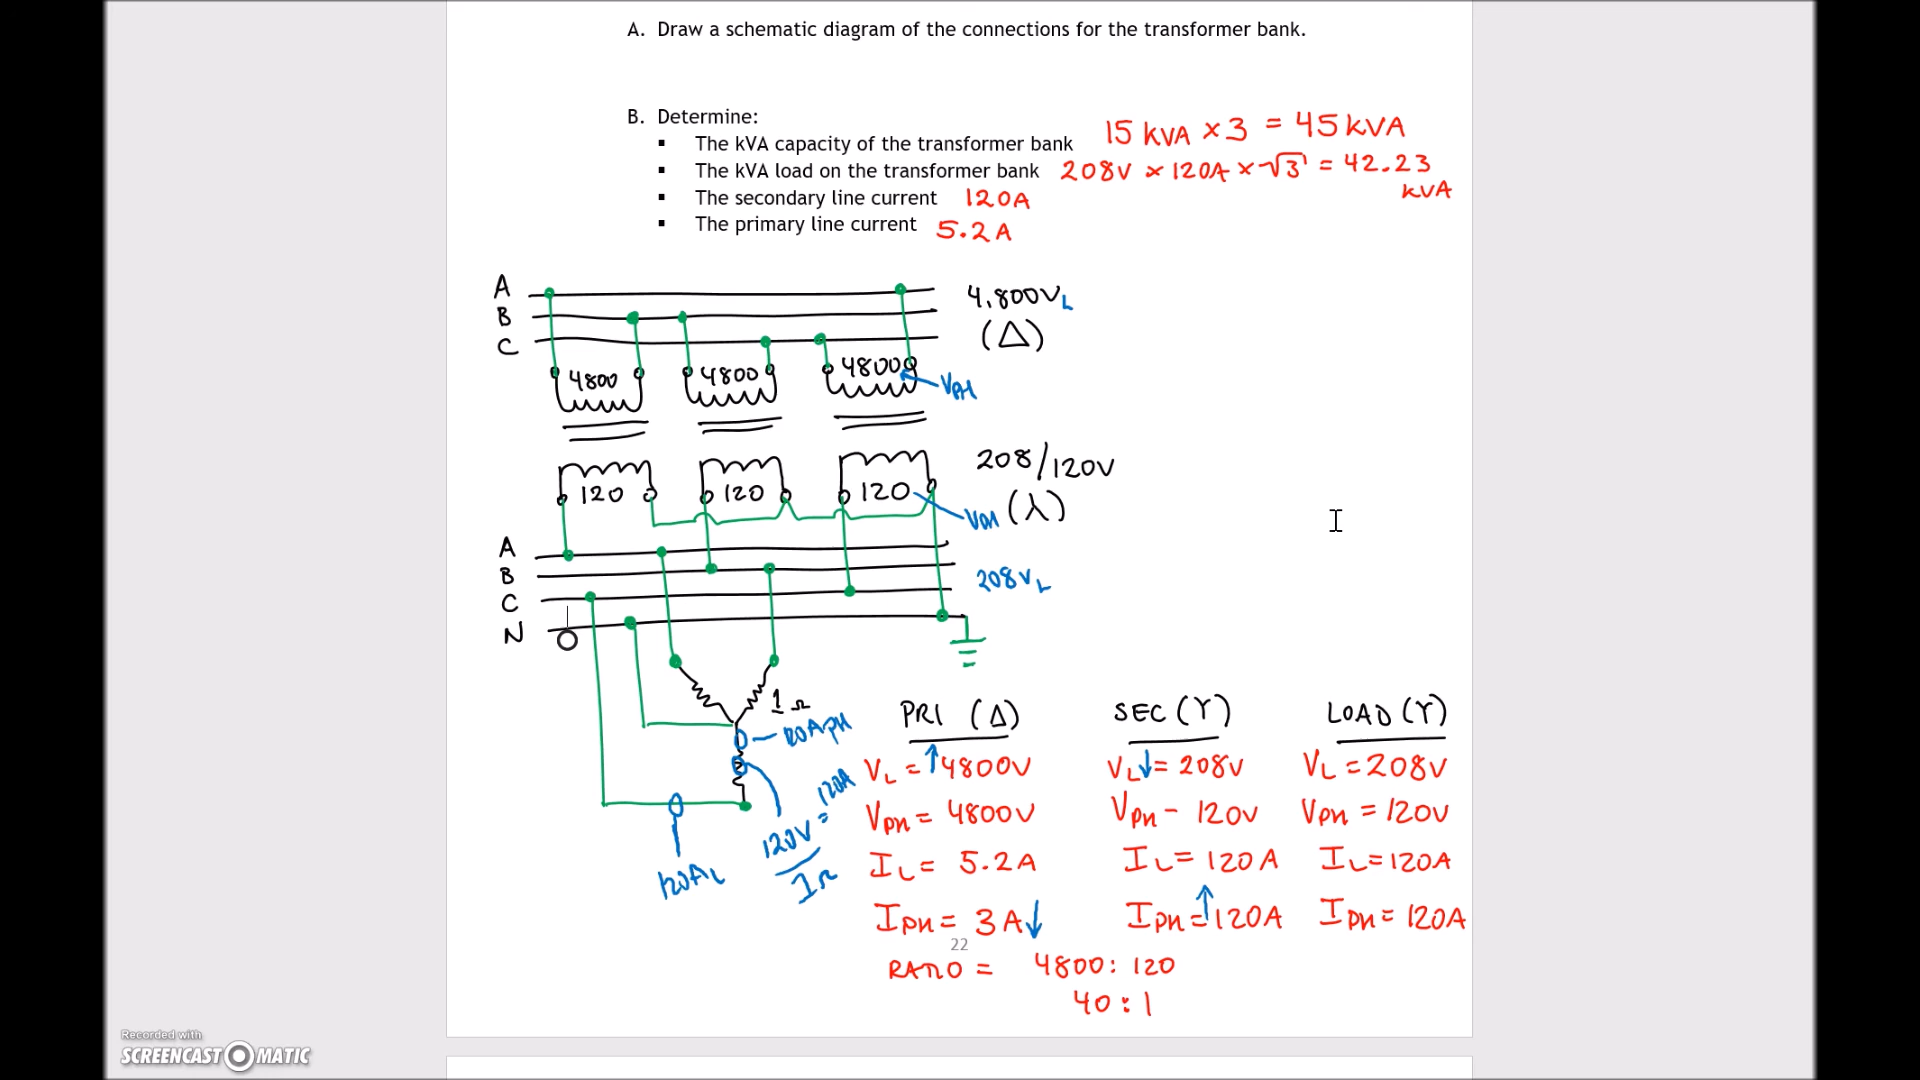 A. Draw a schematic diagram of the connections for the transformer bank.
B. Determine:
▪ The kVA capacity of the transformer bank 15 kVA × 3 = 45 kVA
▪ The kVA load on the transformer bank 208V × 120A × √3 = 42.23 kVA
▪ The secondary line current 120A
▪ The primary line current 5.2A
A
B
C
4,800VL
(Δ)
4800
4800
4800
VPH
120
120
120
208/120V
VPH (⅄)
A
B
C
N
208VL
1Ω
120APH
120V/1Ω = 120A
120AL
PRI (Δ)
VL = ↑4800V
VPH = 4800V
IL = 5.2A
IPH = 3A↓
SEC (Y)
VL↓= 208V
VPH - 120V
IL = 120A
IPH =↑120A
LOAD (Y)
VL = 208V
VPH = 120V
IL = 120A
IPH = 120A
22
RATIO = 4800 : 120
40 : 1
Recorded with
SCREENCAST MATIC